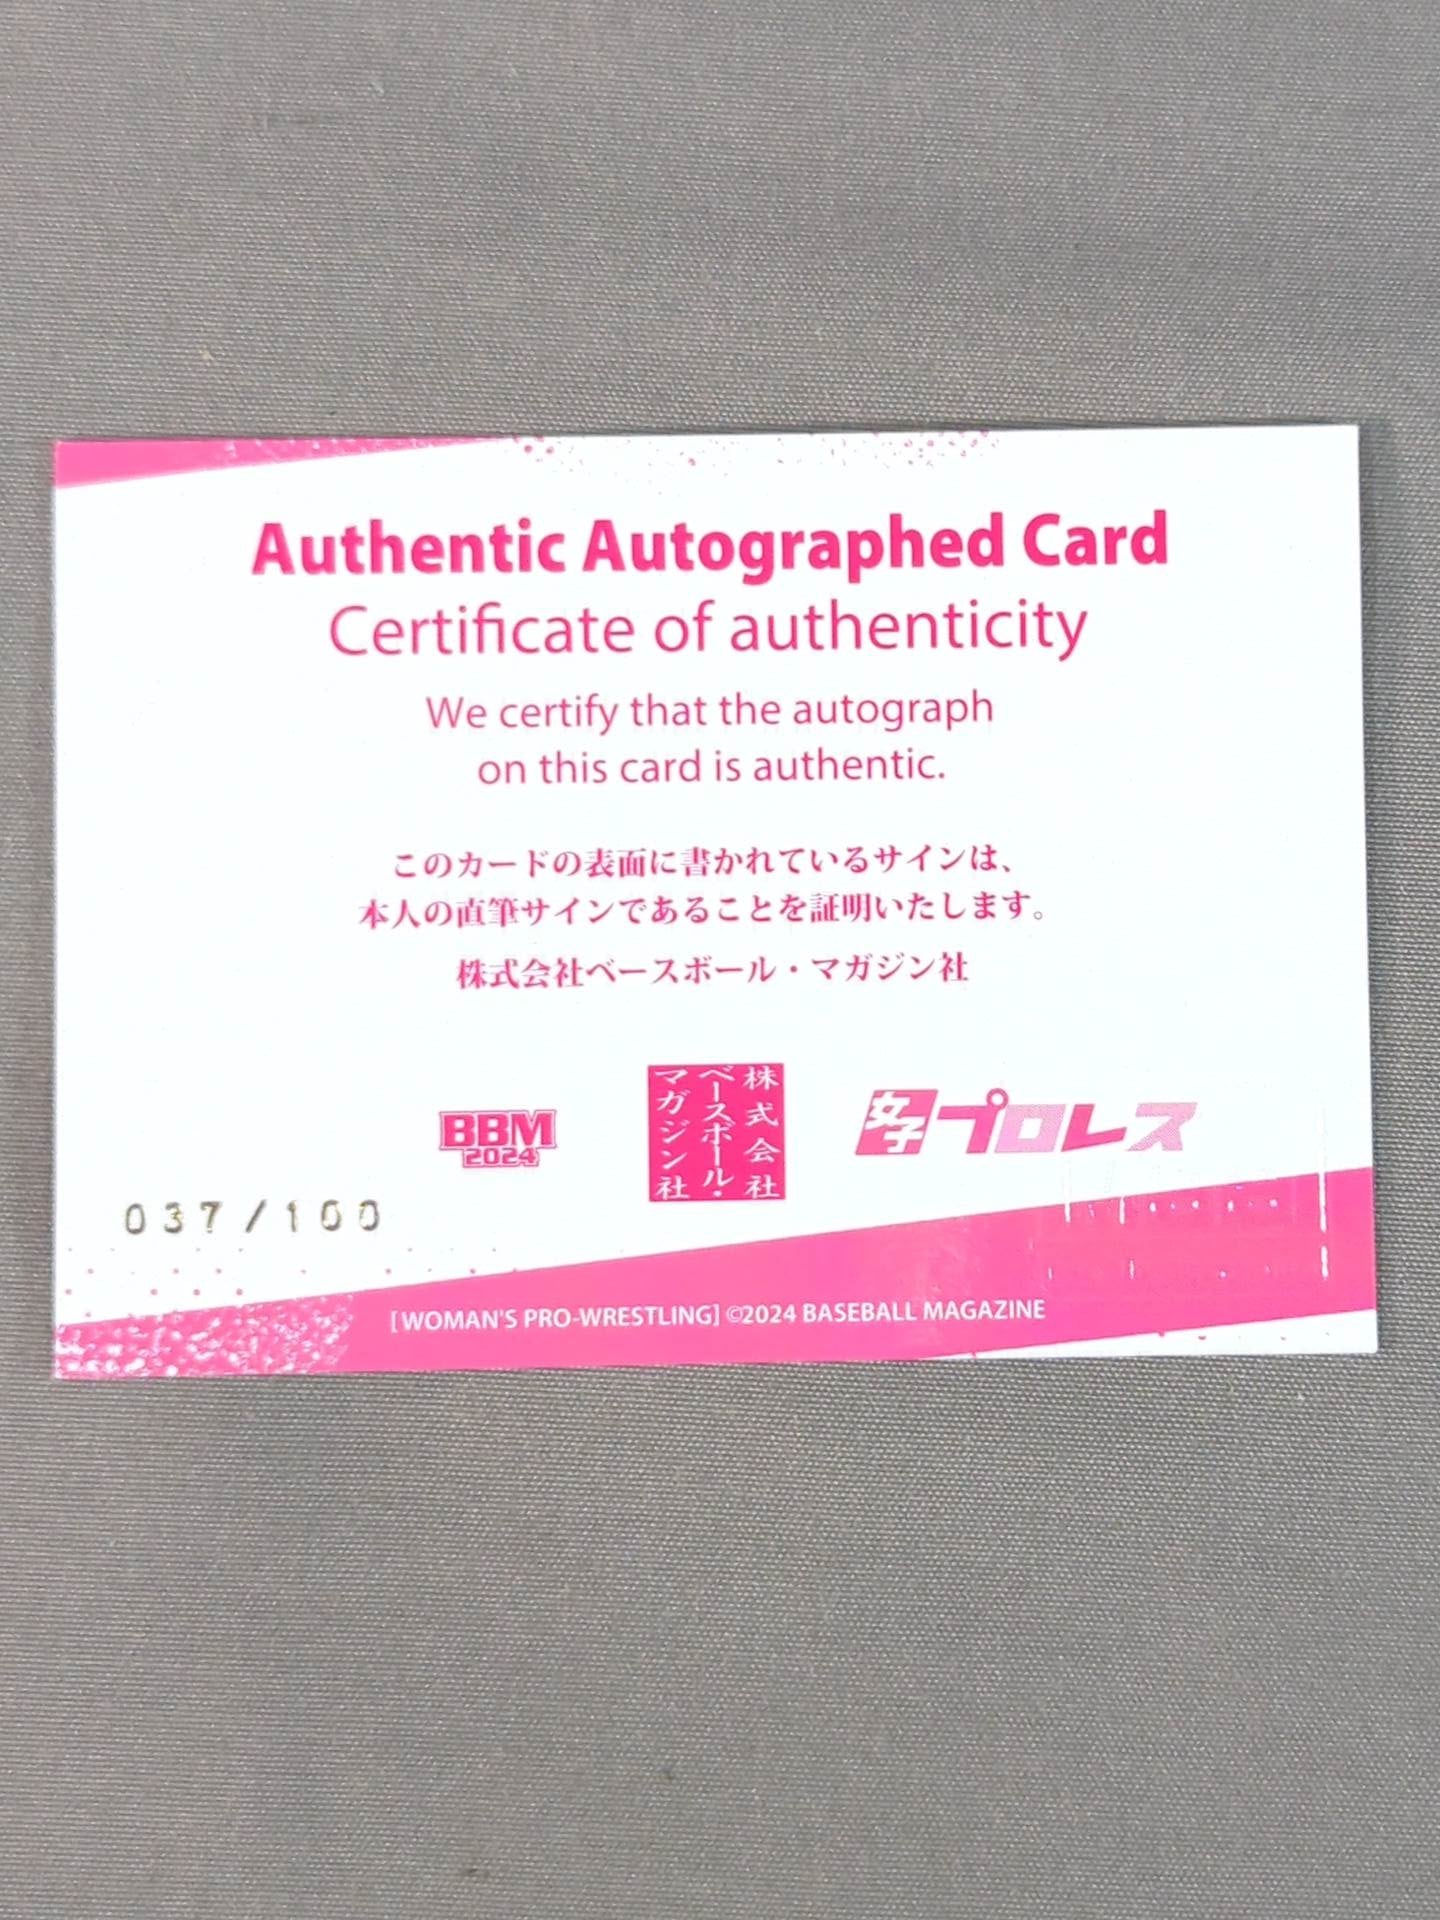 Authentic Autographed Card
Certificate of authenticity
We certify that the autograph
on this card is authentic.
このカードの表面に書かれているサインは、
本人の直筆サインであることを証明いたします。
株式会社ベースボール・マガジン社
BBM
2024
株式会社
ベースボール・
マガジン社
女子プロレス
037/100
[WOMAN'S PRO-WRESTLING] ©2024 BASEBALL MAGAZINE